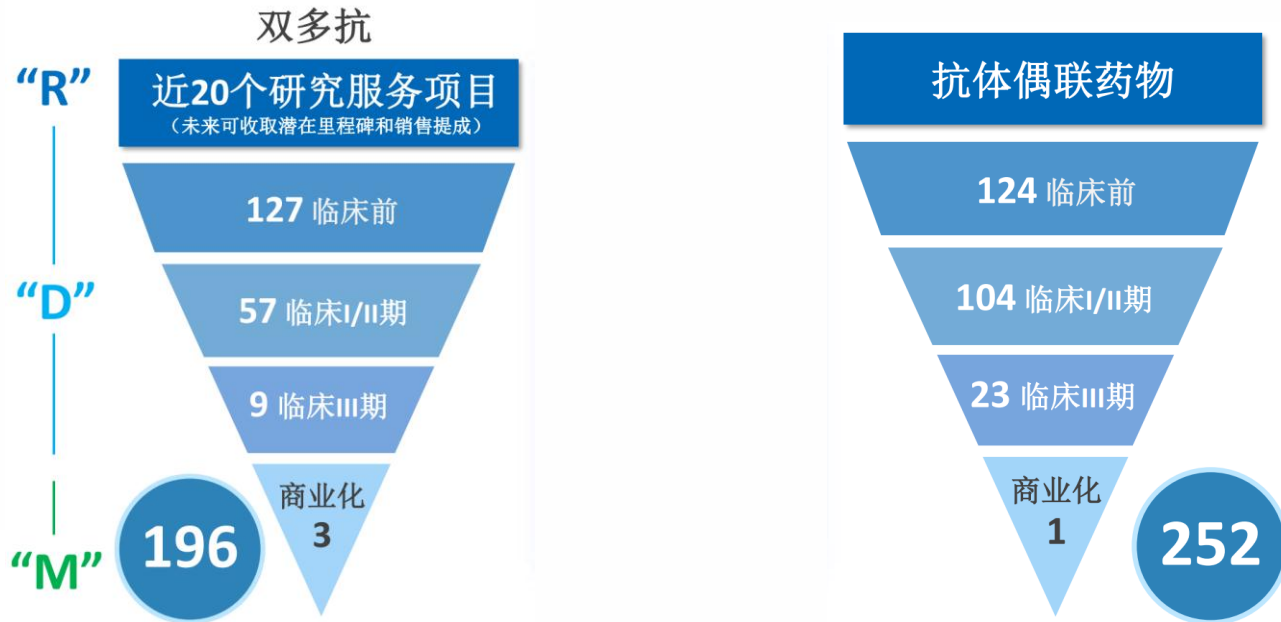 双多抗
“R”
近20个研究服务项目
（未来可收取潜在里程碑和销售提成）
127 临床前
“D”
57 临床I/II期
9 临床III期
商业化
3
196
“M”
抗体偶联药物
124 临床前
104 临床I/II期
23 临床III期
商业化
1
252